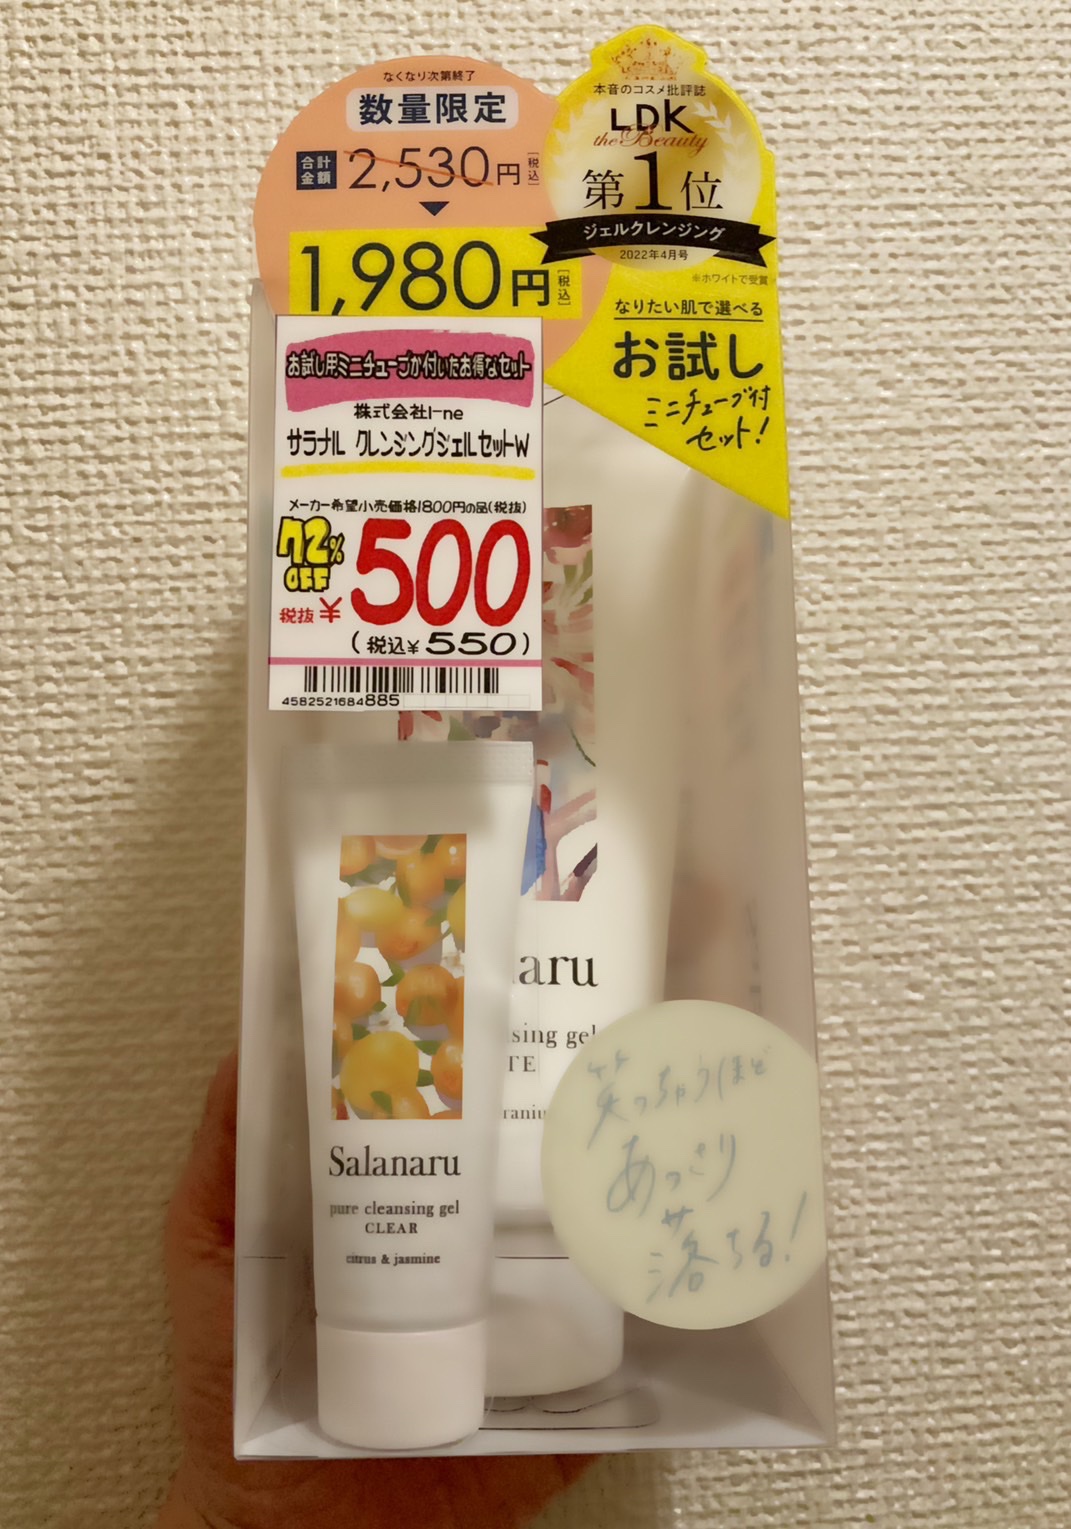 なくなり次第終了
数量限定
合計金額 2,530円 [税込]
1,980円 [税込]
本音のコスメ批評誌
LDK
the Beauty
第1位
ジェルクレンジング
2022年4月号
※ホワイトで受賞
なりたい肌で選べる
お試し
ミニチューブ付
セット!
お試し用ミニチューブが付いたお得なセット
株式会社I-ne
サラナル クレンジングジェルセットW
メーカー希望小売価格1800円の品(税抜)
72%OFF
税抜¥500
(税込¥550)
4582521684885
aru
sing gel
TE
ranium
Salanaru
pure cleansing gel
CLEAR
citrus & jasmine
笑っちゃうほど
あっさり
落ちる!